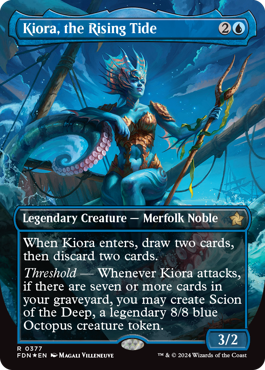 Kiora, the Rising Tide 2
Legendary Creature — Merfolk Noble
When Kiora enters, draw two cards,
then discard two cards.
Threshold — Whenever Kiora attacks,
if there are seven or more cards in
your graveyard, you may create Scion
of the Deep, a legendary 8/8 blue
Octopus creature token.
3/2
R 0377
FDN★EN MAGALI VILLENEUVE
™ & © 2024 Wizards of the Coast